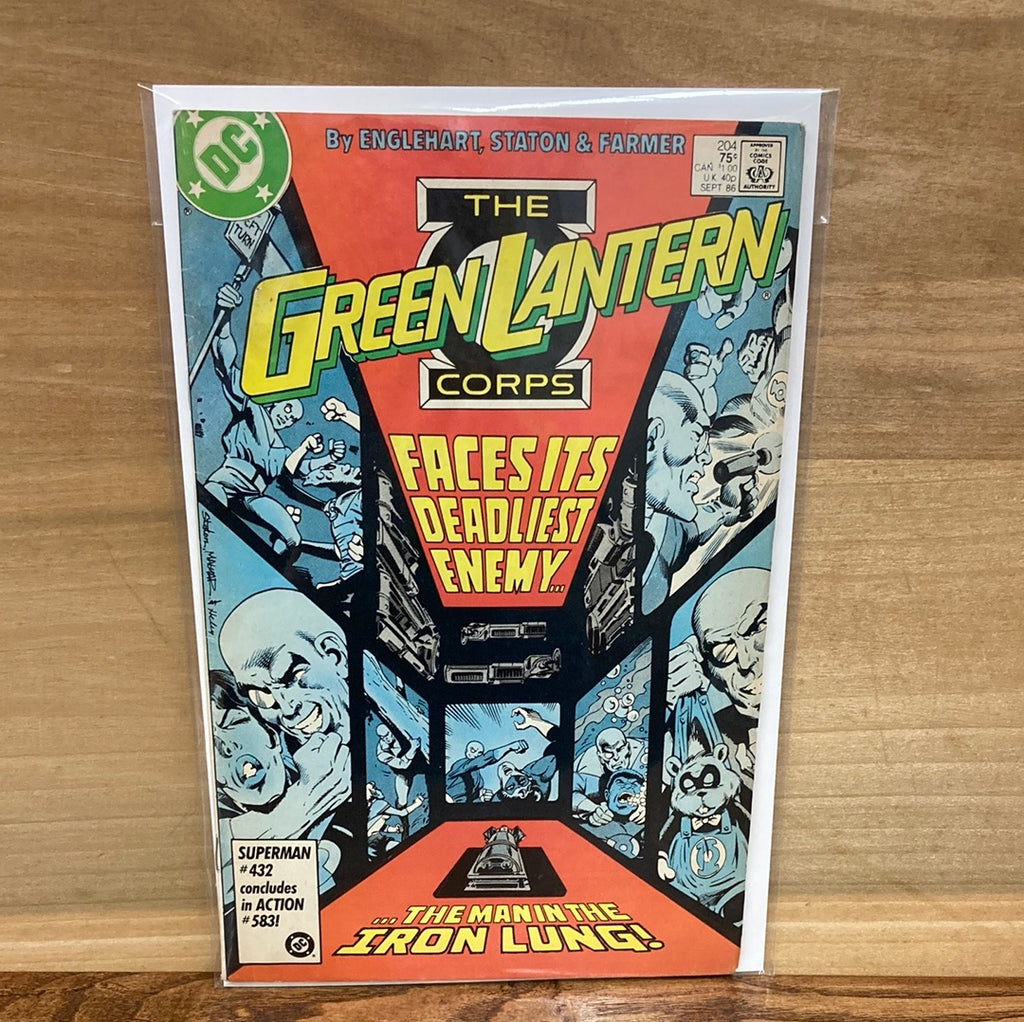 DC
By ENGLEHART, STATON & FARMER
204
75¢
CAN $1.00
U.K. 40p
SEPT 86
APPROVED
BY THE
COMICS
CODE
AUTHORITY
THE
GREEN LANTERN
CORPS
TURN
FACES ITS
DEADLIEST
ENEMY...
SUPERMAN
#432
concludes
in ACTION
#583!
DC
...THE MAN IN THE
IRON LUNG!